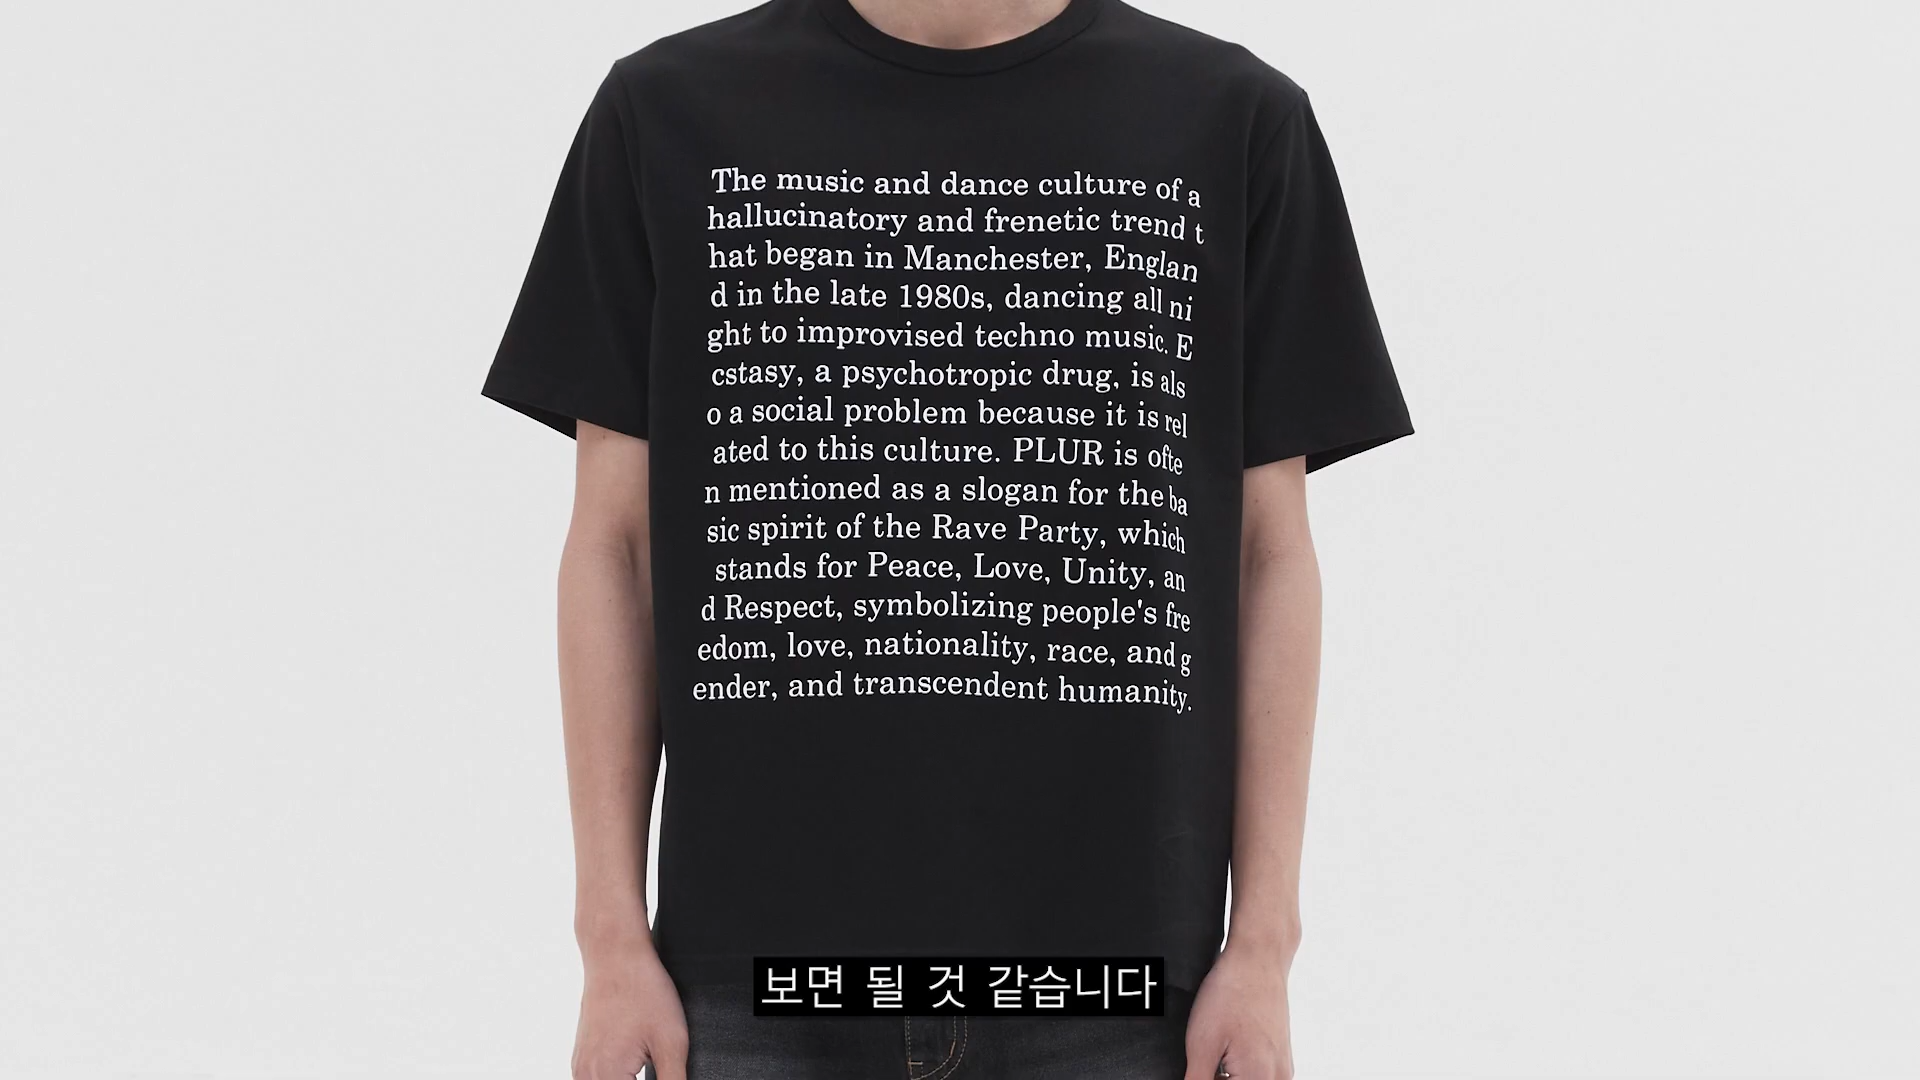 The music and dance culture of a
hallucinatory and frenetic trend t
hat began in Manchester, Englan
d in the late 1980s, dancing all ni
ght to improvised techno music. E
cstasy, a psychotropic drug, is als
o a social problem because it is rel
ated to this culture. PLUR is ofte
n mentioned as a slogan for the ba
sic spirit of the Rave Party, which
stands for Peace, Love, Unity, an
d Respect, symbolizing people's fre
edom, love, nationality, race, and g
ender, and transcendent humanity.
보면 될 것 같습니다